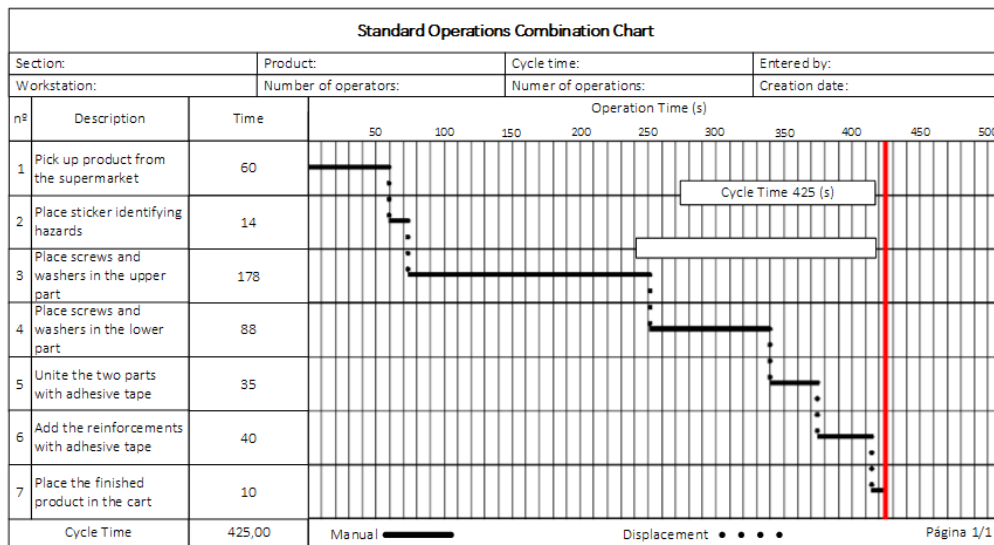 Standard Operations Combination Chart
Section: Product: Cycle time: Entered by:
Workstation: Number of operators: Numer of operations: Creation date:
nº Description Time Operation Time (s)
50 100 150 200 250 300 350 400 450 500
1 Pick up product from
the supermarket 60
Cycle Time 425 (s)
2 Place sticker identifying
hazards 14
3 Place screws and
washers in the upper
part 178
4 Place screws and
washers in the lower
part 88
5 Unite the two parts
with adhesive tape 35
6 Add the reinforcements
with adhesive tape 40
7 Place the finished
product in the cart 10
Cycle Time 425,00 Manual Displacement Página 1/1